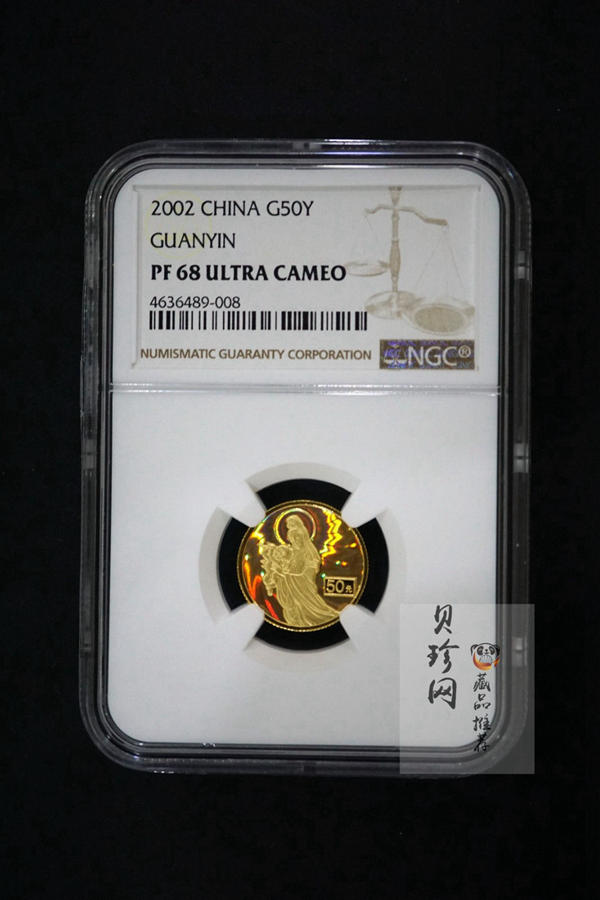 2002 CHINA G50Y
GUANYIN
PF 68 ULTRA CAMEO
4636489-008
NUMISMATIC GUARANTY CORPORATION
NGC®
50元
贝珍网
藏品推荐